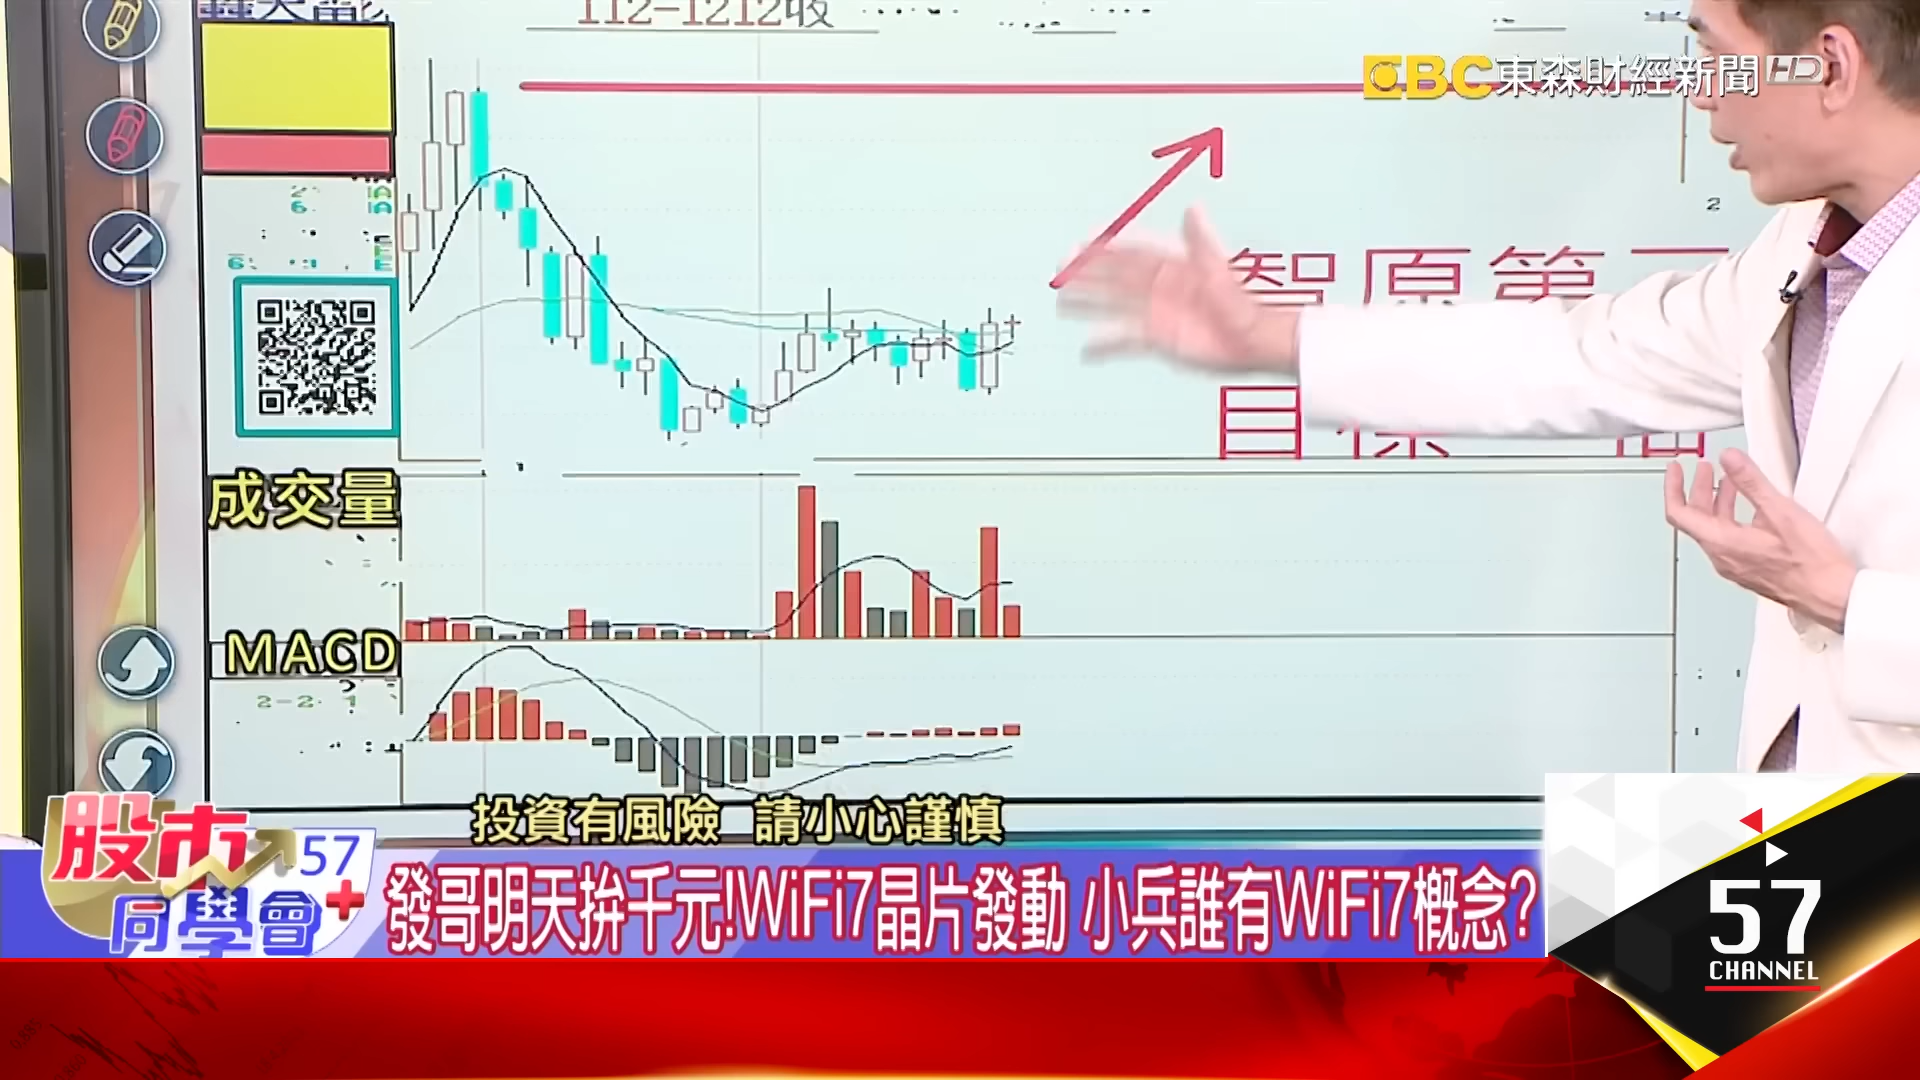 112-1212收
EBC東森財經新聞HD
2
智原第二
目標
成交量
MACD
投資有風險 請小心謹慎
股市
57
同學會+
發哥明天拚千元!WiFi7晶片發動 小兵誰有WiFi7概念?
57
CHANNEL